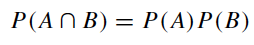 P(A ∩ B) = P(A)P(B)